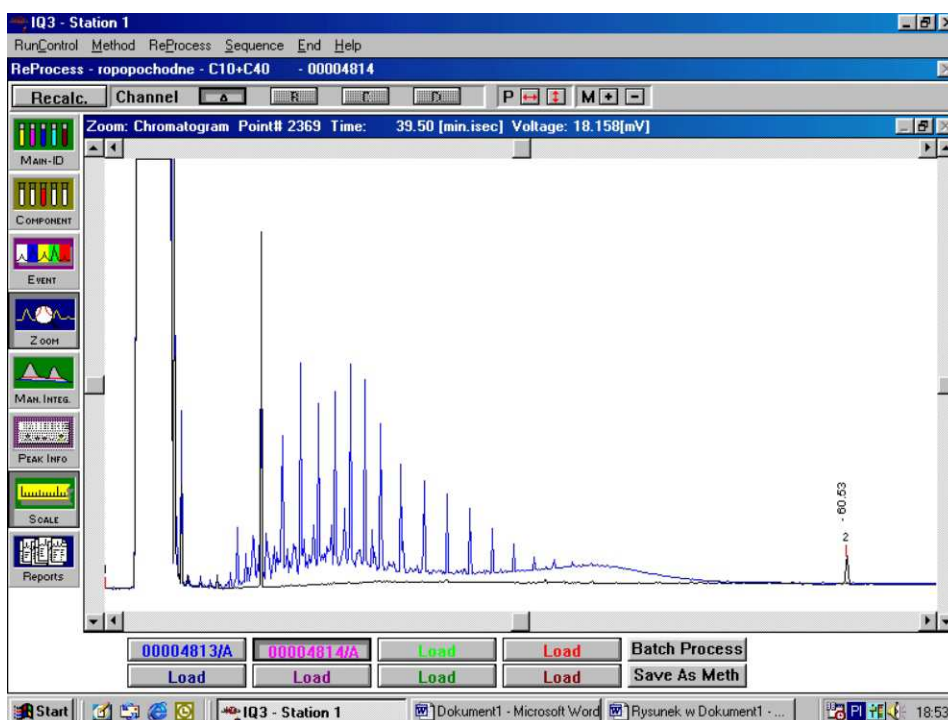 IQ3 - Station 1
RunControl Method ReProcess Sequence End Help
ReProcess - ropopochodne - C10+C40 - 00004814
Recalc. Channel A B C D P M + -
Zoom: Chromatogram Point# 2369 Time: 39.50 [min.isec] Voltage: 18.158[mV]
MAIN-ID
COMPONENT
EVENT
ZOOM
MAN. INTEG.
PEAK INFO
SCALE
Reports
- 60.53
2
00004813/A 00004814/A Load Load Batch Process
Load Load Load Load Save As Meth
Start IQ3 - Station 1 Dokument1 - Microsoft Word Rysunek w Dokument1 - ... Pl